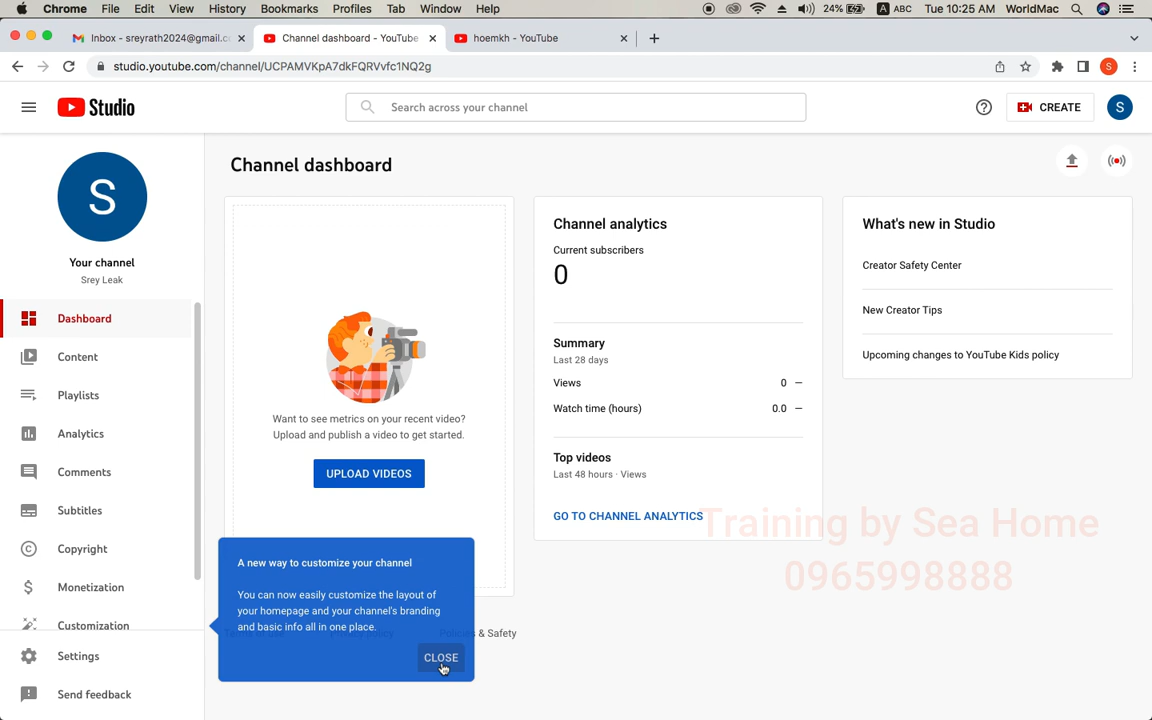 Chrome File Edit View History Bookmarks Profiles Tab Window Help 24% A ABC Tue 10:25 AM WorldMac
Inbox - sreyrath2024@gmail.c
Channel dashboard - YouTube
hoemkh - YouTube
studio.youtube.com/channel/UCPAMVKpA7dkFQRVvfc1NQ2g
S
Studio
Search across your channel
CREATE
S
S
Your channel
Srey Leak
Dashboard
Content
Playlists
Analytics
Comments
Subtitles
Copyright
Monetization
Customization
Settings
Send feedback
Channel dashboard
Want to see metrics on your recent video?
Upload and publish a video to get started.
UPLOAD VIDEOS
Channel analytics
Current subscribers
0
Summary
Last 28 days
Views 0 —
Watch time (hours) 0.0 —
Top videos
Last 48 hours · Views
GO TO CHANNEL ANALYTICS
What's new in Studio
Creator Safety Center
New Creator Tips
Upcoming changes to YouTube Kids policy
Training by Sea Home
0965998888
A new way to customize your channel
You can now easily customize the layout of
your homepage and your channel's branding
and basic info all in one place.
CLOSE
Terms of use Privacy policy Policies & Safety